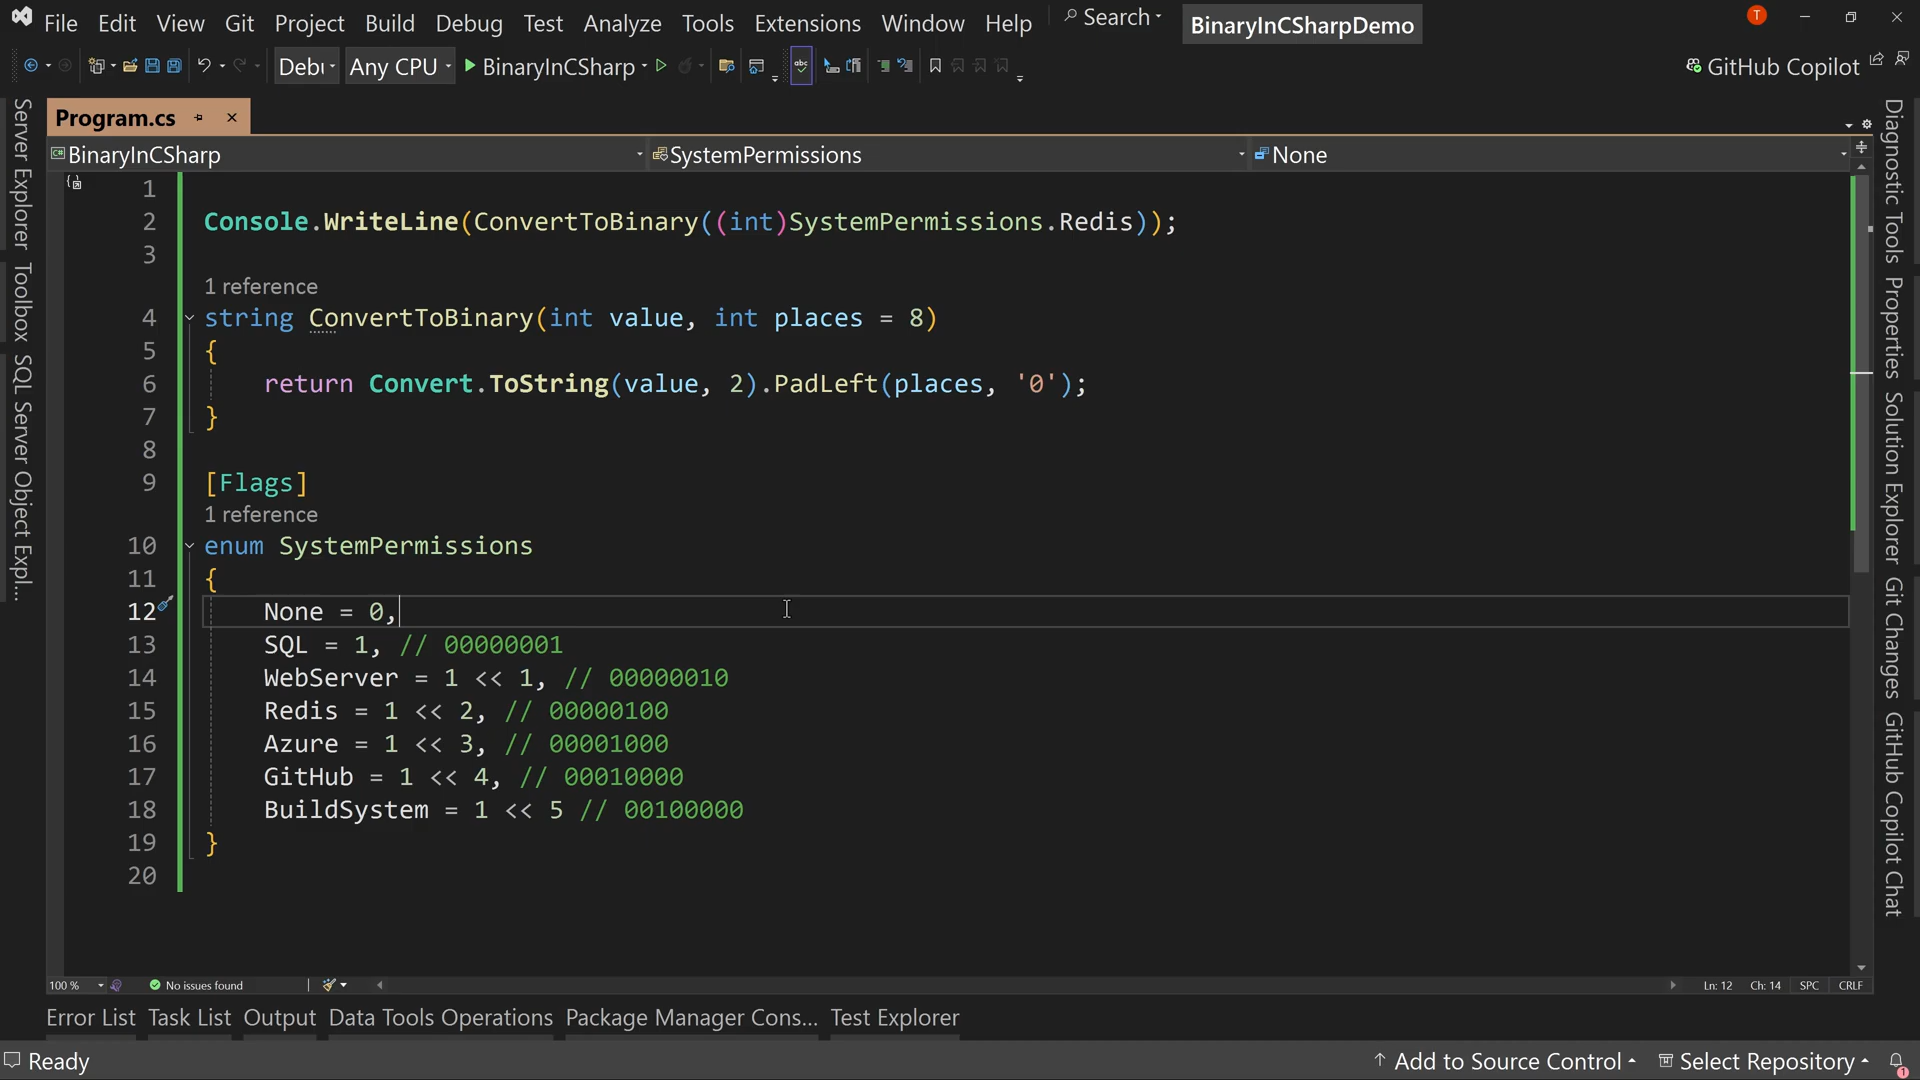 File Edit View Git Project Build Debug Test Analyze Tools Extensions Window Help Search BinaryInCSharpDemo T
Debu Any CPU BinaryInCSharp GitHub Copilot
Program.cs
BinaryInCSharp SystemPermissions None
1
2 Console.WriteLine(ConvertToBinary((int)SystemPermissions.Redis));
3
1 reference
4 string ConvertToBinary(int value, int places = 8)
5 {
6 return Convert.ToString(value, 2).PadLeft(places, '0');
7 }
8
9 [Flags]
1 reference
10 enum SystemPermissions
11 {
12 None = 0,
13 SQL = 1, // 00000001
14 WebServer = 1 << 1, // 00000010
15 Redis = 1 << 2, // 00000100
16 Azure = 1 << 3, // 00001000
17 GitHub = 1 << 4, // 00010000
18 BuildSystem = 1 << 5 // 00100000
19 }
20
Server Explorer
Toolbox
SQL Server Object Expl...
Diagnostic Tools
Properties
Solution Explorer
Git Changes
GitHub Copilot Chat
100 % No issues found Ln: 12 Ch: 14 SPC CRLF
Error List Task List Output Data Tools Operations Package Manager Cons... Test Explorer
Ready Add to Source Control Select Repository 1